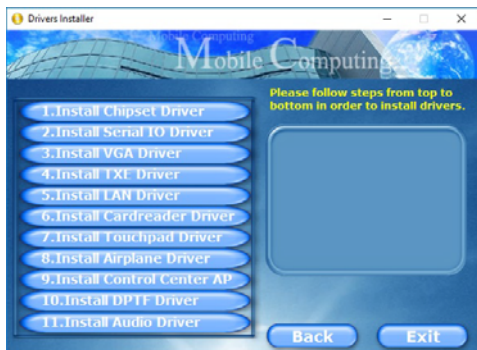 Drivers Installer
Mobile Computing
Mobile Computing
Please follow steps from top to
bottom in order to install drivers.
1.Install Chipset Driver
2.Install Serial IO Driver
3.Install VGA Driver
4.Install TXE Driver
5.Install LAN Driver
6.Install Cardreader Driver
7.Install Touchpad Driver
8.Install Airplane Driver
9.Install Control Center AP
10.Install DPTF Driver
11.Install Audio Driver
Back
Exit